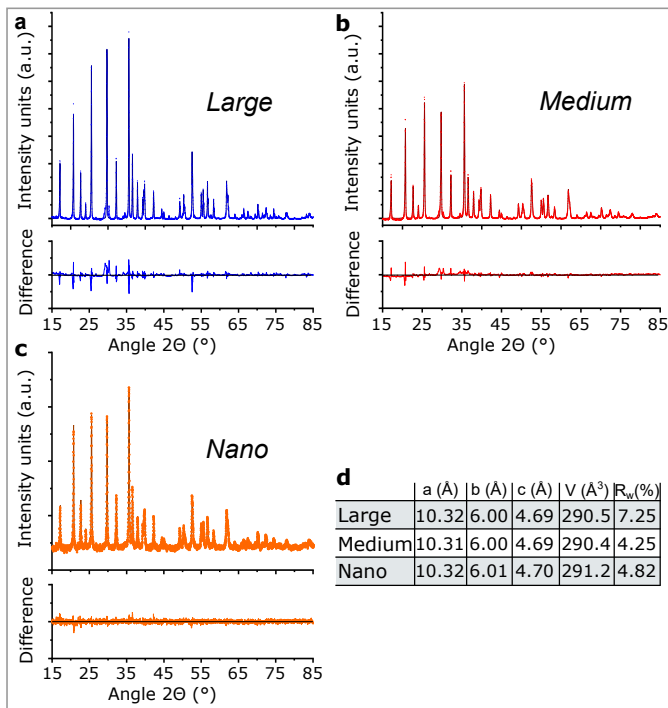 a
Intensity units (a.u.)
Large
Difference
15 25 35 45 55 65 75 85
Angle 2Θ (°)
b
Intensity units (a.u.)
Medium
Difference
15 25 35 45 55 65 75 85
Angle 2Θ (°)
c
Intensity units (a.u.)
Nano
Difference
15 25 35 45 55 65 75 85
Angle 2Θ (°)
d
a (Å) b (Å) c (Å) V (Å³) Rw(%)
Large 10.32 6.00 4.69 290.5 7.25
Medium 10.31 6.00 4.69 290.4 4.25
Nano 10.32 6.01 4.70 291.2 4.82